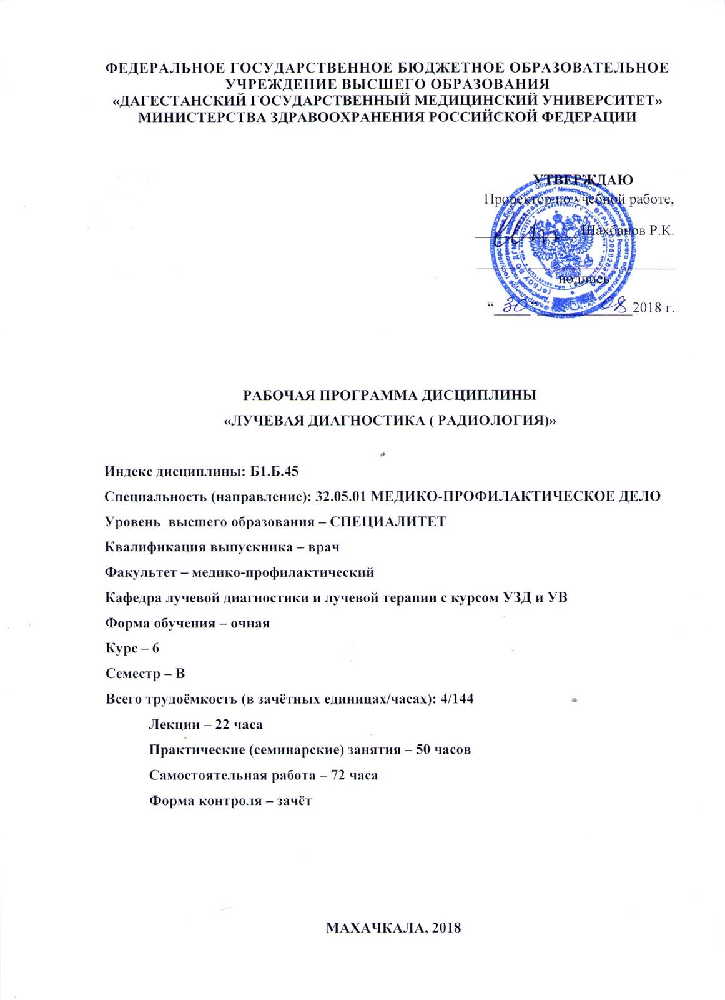 ФЕДЕРАЛЬНОЕ ГОСУДАРСТВЕННОЕ БЮДЖЕТНОЕ ОБРАЗОВАТЕЛЬНОЕ
УЧРЕЖДЕНИЕ ВЫСШЕГО ОБРАЗОВАНИЯ
«ДАГЕСТАНСКИЙ ГОСУДАРСТВЕННЫЙ МЕДИЦИНСКИЙ УНИВЕРСИТЕТ»
МИНИСТЕРСТВА ЗДРАВООХРАНЕНИЯ РОССИЙСКОЙ ФЕДЕРАЦИИ
УТВЕРЖДАЮ
Проректор по учебной работе,
Шахбанов Р.К.
подпись
“ 30 ” 08 2018 г.
РАБОЧАЯ ПРОГРАММА ДИСЦИПЛИНЫ
«ЛУЧЕВАЯ ДИАГНОСТИКА ( РАДИОЛОГИЯ)»
Индекс дисциплины: Б1.Б.45
Специальность (направление): 32.05.01 МЕДИКО-ПРОФИЛАКТИЧЕСКОЕ ДЕЛО
Уровень высшего образования – СПЕЦИАЛИТЕТ
Квалификация выпускника – врач
Факультет – медико-профилактический
Кафедра лучевой диагностики и лучевой терапии с курсом УЗД и УВ
Форма обучения – очная
Курс – 6
Семестр – В
Всего трудоёмкость (в зачётных единицах/часах): 4/144
Лекции – 22 часа
Практические (семинарские) занятия – 50 часов
Самостоятельная работа – 72 часа
Форма контроля – зачёт
МАХАЧКАЛА, 2018